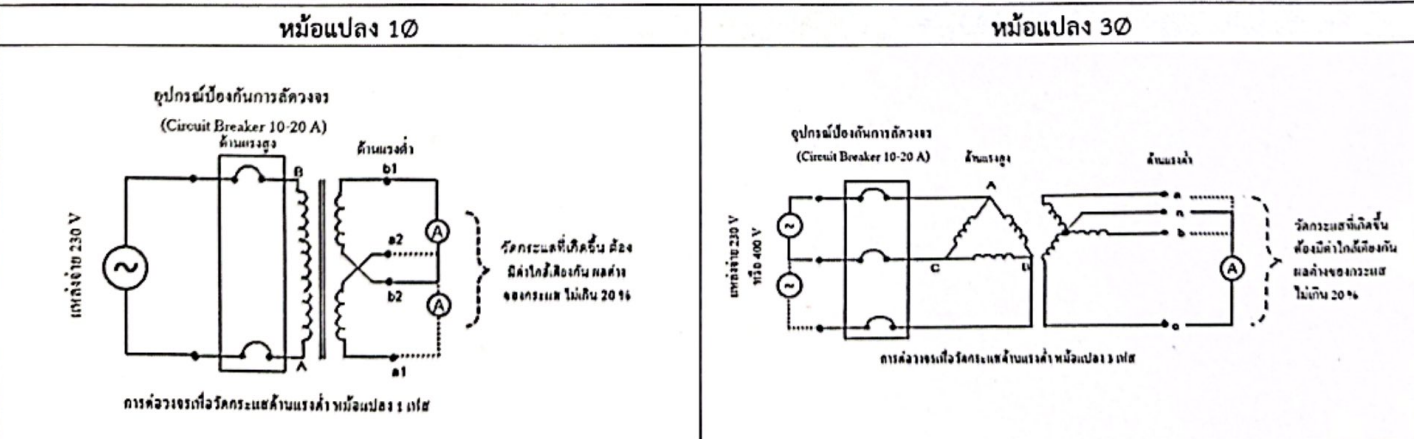 หม้อแปลง 1Ø
อุปกรณ์ป้องกันการลัดวงจร
(Circuit Breaker 10-20 A)
ด้านแรงสูง
ด้านแรงต่ำ
B
b1
A
a2
b2
A
A
a1
แหล่งจ่าย 230 V
วัดกระแสที่เกิดขึ้น ต้อง
มีค่าใกล้เคียงกัน ผลต่าง
ของกระแส ไม่เกิน 20 %
การต่อวงจรเพื่อวัดกระแสด้านแรงต่ำ หม้อแปลง 1 เฟส
หม้อแปลง 3Ø
อุปกรณ์ป้องกันการลัดวงจร
(Circuit Breaker 10-20 A)
ด้านแรงสูง
ด้านแรงต่ำ
A
a
n
b
C
B
A
แหล่งจ่าย 230 V
หรือ 400 V
วัดกระแสที่เกิดขึ้น
ต้องมีค่าใกล้เคียงกัน
ผลต่างของกระแส
ไม่เกิน 20 %
การต่อวงจรเพื่อวัดกระแสด้านแรงต่ำ หม้อแปลง 3 เฟส